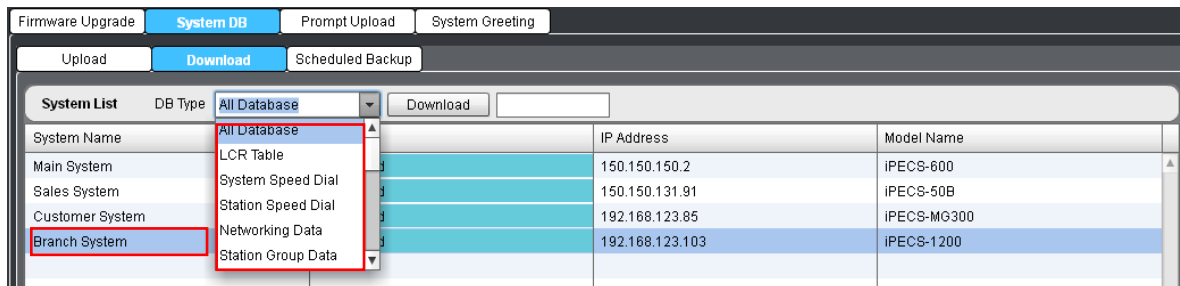 Firmware Upgrade System DB Prompt Upload System Greeting
Upload Download Scheduled Backup
System List DB Type All Database Download
System Name IP Address Model Name
All Database
LCR Table
System Speed Dial
Station Speed Dial
Networking Data
Station Group Data
Main System d 150.150.150.2 iPECS-600
Sales System d 150.150.131.91 iPECS-50B
Customer System d 192.168.123.85 iPECS-MG300
Branch System d 192.168.123.103 iPECS-1200